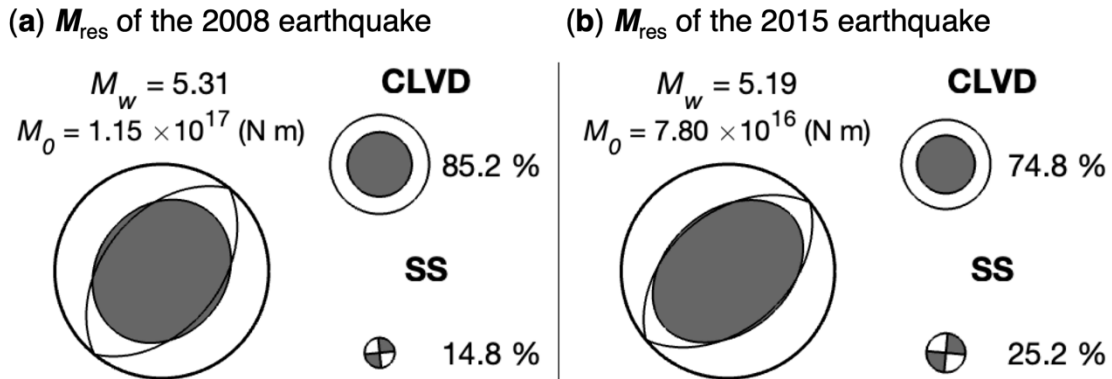 (a) Mres of the 2008 earthquake
Mw = 5.31
M0 = 1.15 ×10^17 (N m)
CLVD
85.2 %
SS
14.8 %
(b) Mres of the 2015 earthquake
Mw = 5.19
M0 = 7.80 ×10^16 (N m)
CLVD
74.8 %
SS
25.2 %